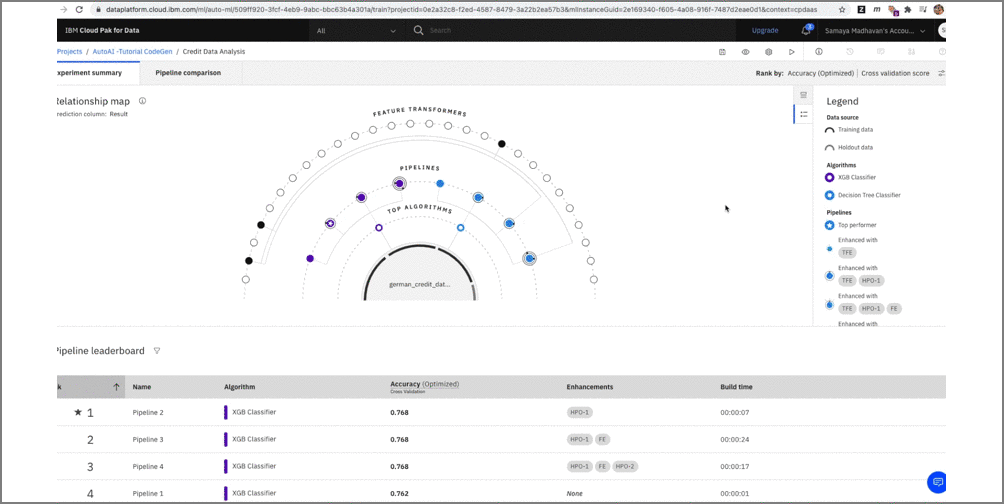 dataplatform.cloud.ibm.com/ml/auto-ml/509ff920-3fcf-4eb9-9abc-bbc63b4a301a/train?projectid=0e2a32c8-f2ed-4587-8479-3a22b2ea57b3&mlInstanceGuid=2e169340-f605-4a08-916f-7487d2eae0d1&context=cpdaas
IBM Cloud Pak for Data
All
Search
Upgrade
Samaya Madhavan's Accou...
Projects / AutoAI -Tutorial CodeGen / Credit Data Analysis
xperiment summary
Pipeline comparison
Rank by: Accuracy (Optimized) | Cross validation score
Relationship map
rediction column: Result
FEATURE TRANSFORMERS
PIPELINES
TOP ALGORITHMS
german_credit_dat...
Legend
Data source
Training data
Holdout data
Algorithms
XGB Classifier
Decision Tree Classifier
Pipelines
Top performer
Enhanced with
TFE
Enhanced with
TFE HPO-1
Enhanced with
TFE HPO-1 FE
Enhanced with
Pipeline leaderboard
k Name Algorithm Accuracy (Optimized) Enhancements Build time
Cross Validation
★ 1 Pipeline 2 XGB Classifier 0.768 HPO-1 00:00:07
2 Pipeline 3 XGB Classifier 0.768 HPO-1 FE 00:00:24
3 Pipeline 4 XGB Classifier 0.768 HPO-1 FE HPO-2 00:00:17
4 Pipeline 1 XGB Classifier 0.762 None 00:00:01